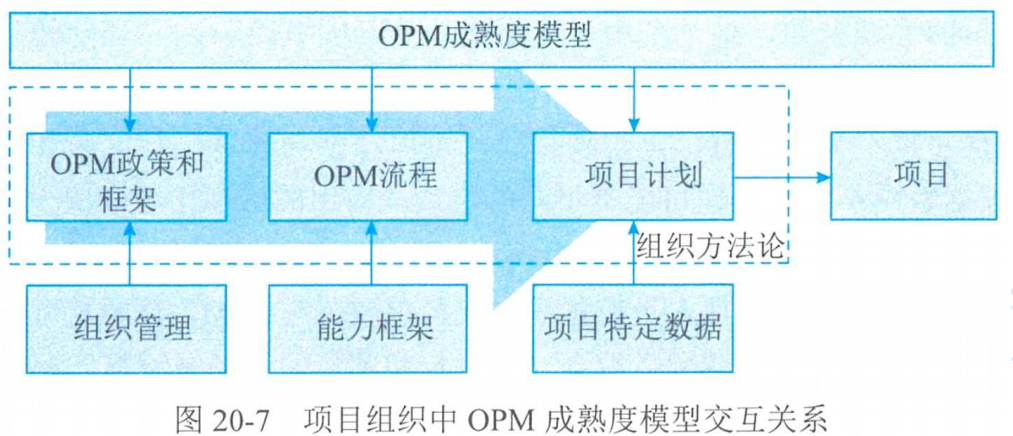 OPM成熟度模型
OPM政策和
框架
OPM流程
项目计划
项目
组织方法论
组织管理
能力框架
项目特定数据
图 20-7 项目组织中 OPM 成熟度模型交互关系